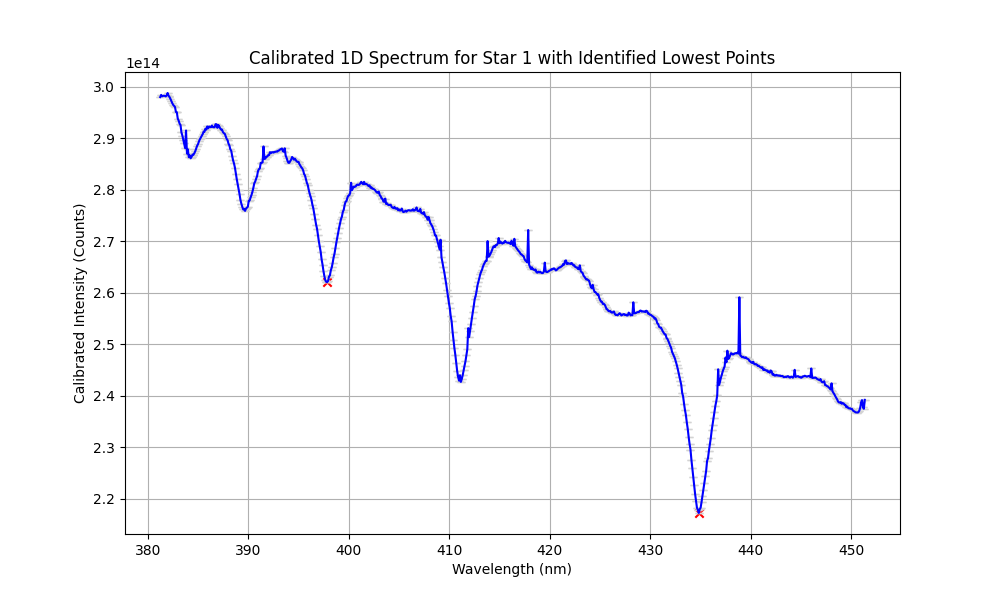 Calibrated 1D Spectrum for Star 1 with Identified Lowest Points
1e14
3.0
2.9
2.8
2.7
2.6
2.5
2.4
2.3
2.2
Calibrated Intensity (Counts)
380 390 400 410 420 430 440 450
Wavelength (nm)